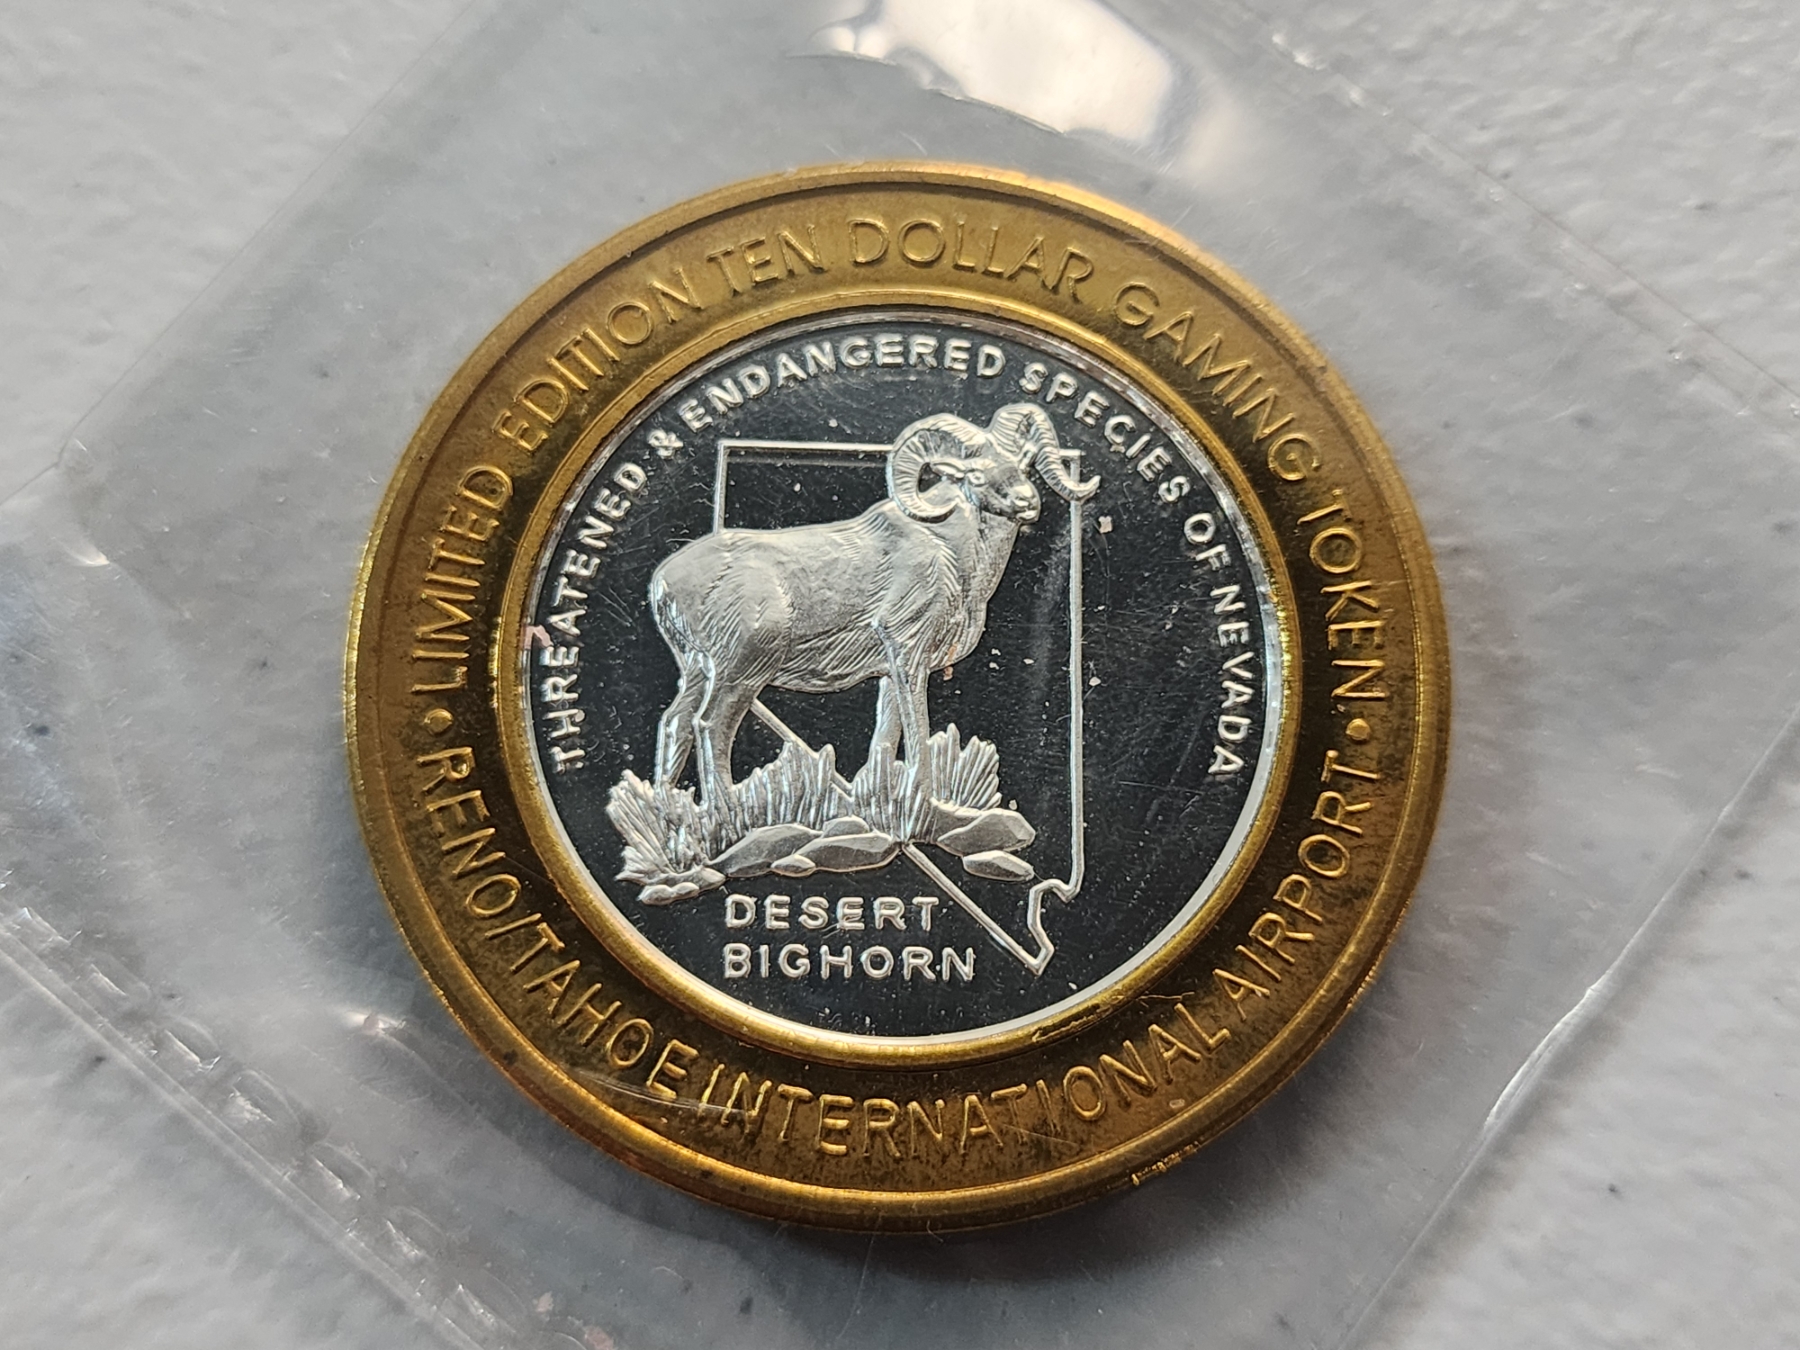 • LIMITED EDITION TEN DOLLAR GAMING TOKEN •
RENO/TAHOE INTERNATIONAL AIRPORT
THREATENED & ENDANGERED SPECIES OF NEVADA
DESERT
BIGHORN